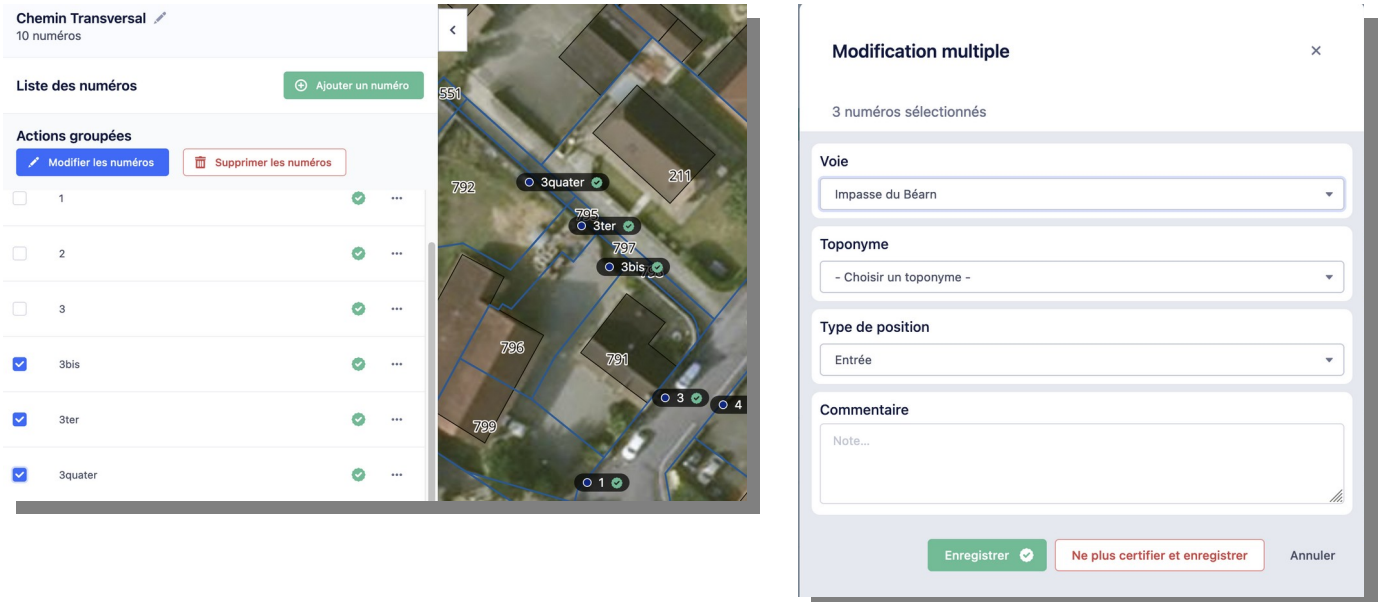 Chemin Transversal
10 numéros
Liste des numéros
Ajouter un numéro
Actions groupées
Modifier les numéros
Supprimer les numéros
1
2
3
3bis
3ter
3quater
551
792
3quater
211
795
3ter
797
3bis
796
791
3
4
799
1
Modification multiple
3 numéros sélectionnés
Voie
Impasse du Béarn
Toponyme
- Choisir un toponyme -
Type de position
Entrée
Commentaire
Note...
Enregistrer
Ne plus certifier et enregistrer
Annuler